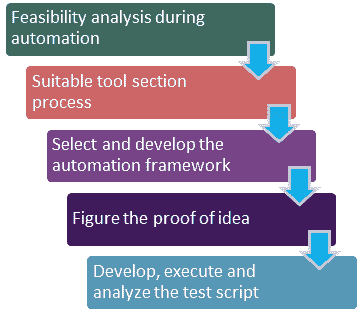 Feasibility analysis during
automation
Suitable tool section
process
Select and develop the
automation framework
Figure the proof of idea
Develop, execute and
analyze the test script